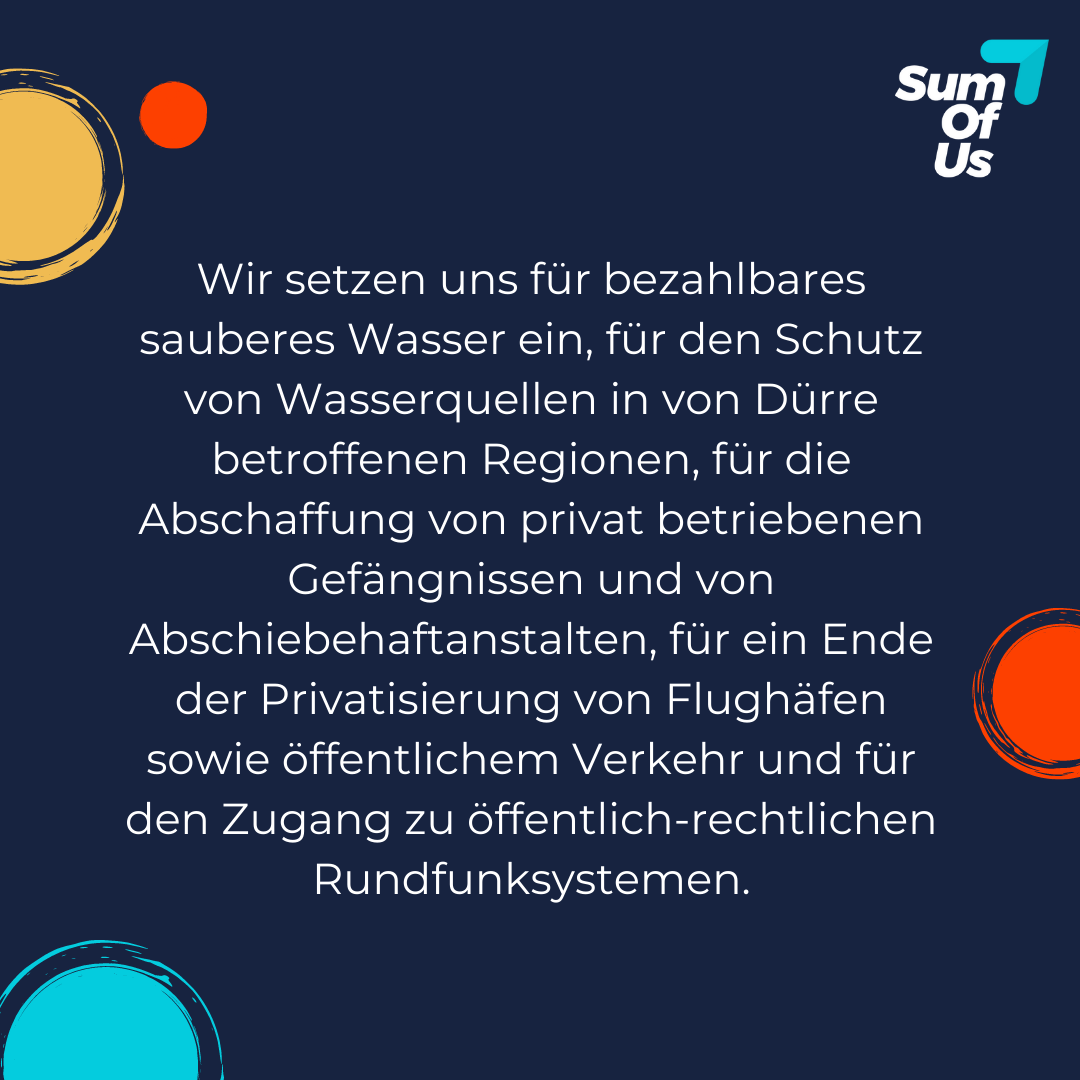 Sum
Of
Us
Wir setzen uns für bezahlbares
sauberes Wasser ein, für den Schutz
von Wasserquellen in von Dürre
betroffenen Regionen, für die
Abschaffung von privat betriebenen
Gefängnissen und von
Abschiebehaftanstalten, für ein Ende
der Privatisierung von Flughäfen
sowie öffentlichem Verkehr und für
den Zugang zu öffentlich-rechtlichen
Rundfunksystemen.